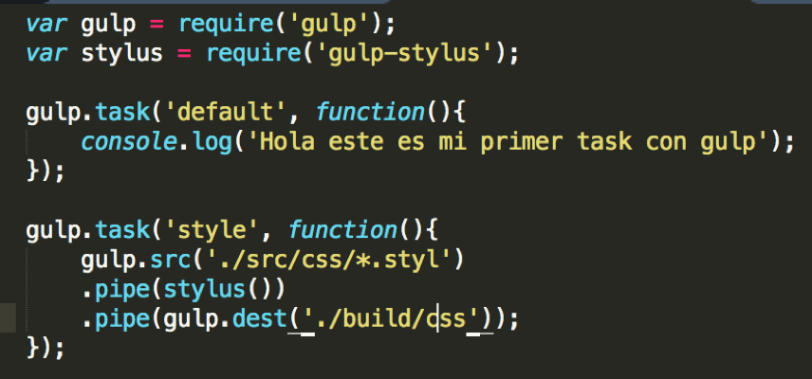 var gulp = require('gulp');
var stylus = require('gulp-stylus');
gulp.task('default', function(){
console.log('Hola este es mi primer task con gulp');
});
gulp.task('style', function(){
gulp.src('./src/css/*.styl')
.pipe(stylus())
.pipe(gulp.dest('./build/css'));
});